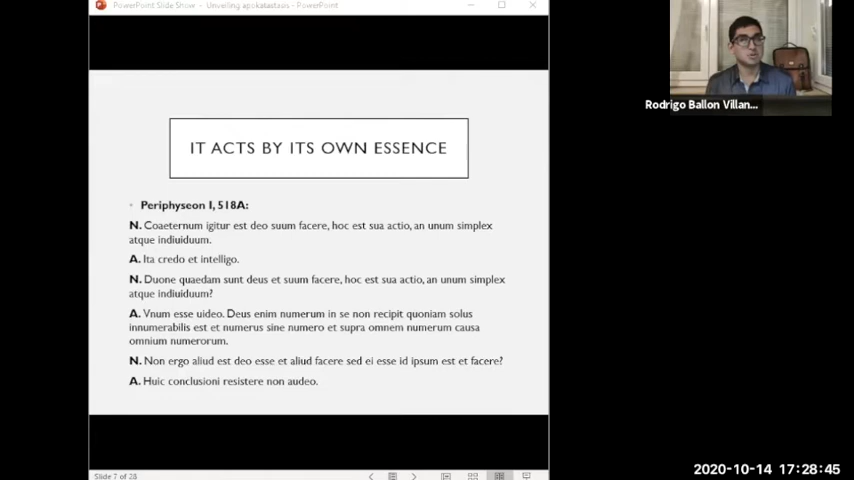 PowerPoint Slide Show - Unveiling apokatastasis - PowerPoint
Rodrigo Ballon Villan...
IT ACTS BY ITS OWN ESSENCE
• Periphyseon I, 518A:
N. Coaeternum igitur est deo suum facere, hoc est sua actio, an unum simplex
atque indiuiduum.
A. Ita credo et intelligo.
N. Duone quaedam sunt deus et suum facere, hoc est sua actio, an unum simplex
atque indiuiduum?
A. Vnum esse uideo. Deus enim numerum in se non recipit quoniam solus
innumerabilis est et numerus sine numero et supra omnem numerum causa
omnium numerorum.
N. Non ergo aliud est deo esse et aliud facere sed ei esse id ipsum est et facere?
A. Huic conclusioni resistere non audeo.
Slide 7 of 28
2020-10-14 17:28:45